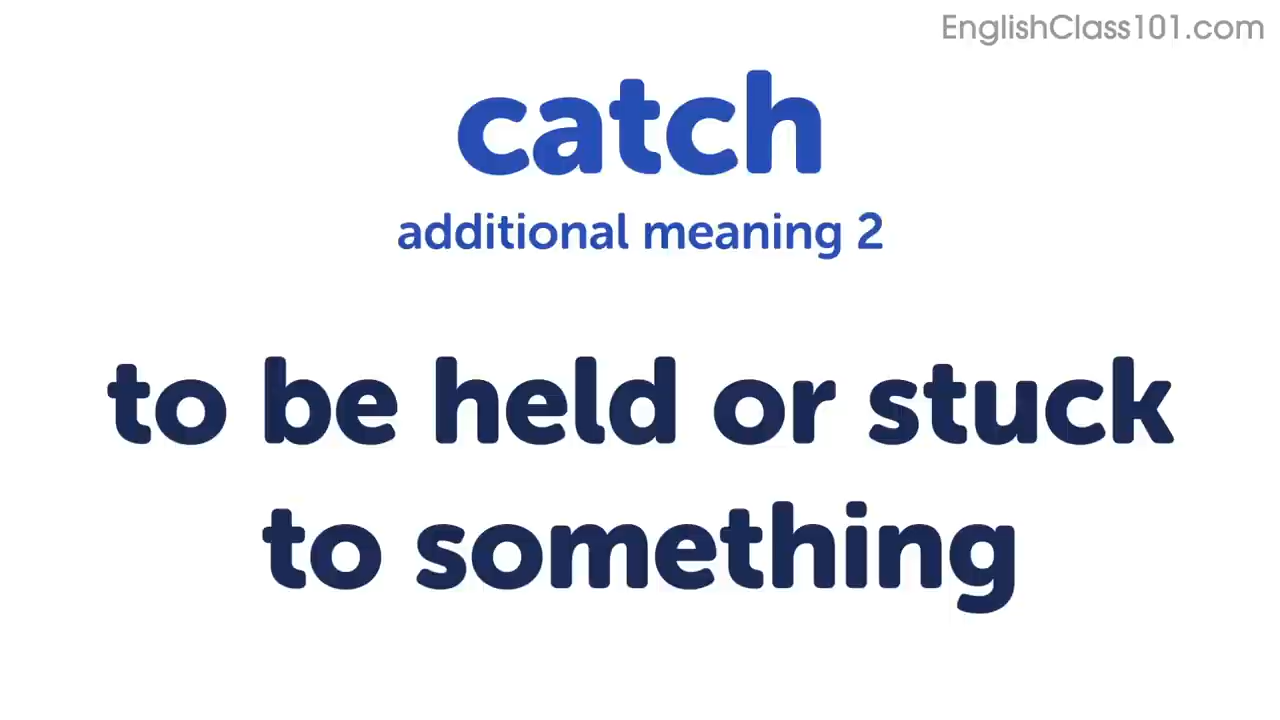 EnglishClass101.com
catch
additional meaning 2
to be held or stuck
to something